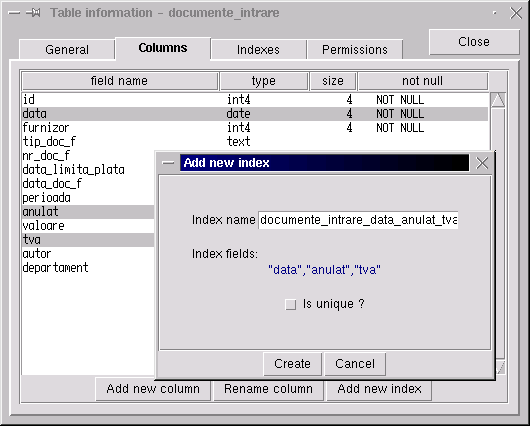 Table information - documente_intrare
General Columns Indexes Permissions Close
field name type size not null
id int4 4 NOT NULL
data date 4 NOT NULL
furnizor int4 4 NOT NULL
tip_doc_f text
nr_doc_f
data_limita_plata
data_doc_f
perioada
anulat
valoare
tva
autor
departament
Add new index
Index name documente_intrare_data_anulat_tva
Index fields:
"data","anulat","tva"
Is unique ?
Create Cancel
Add new column Rename column Add new index